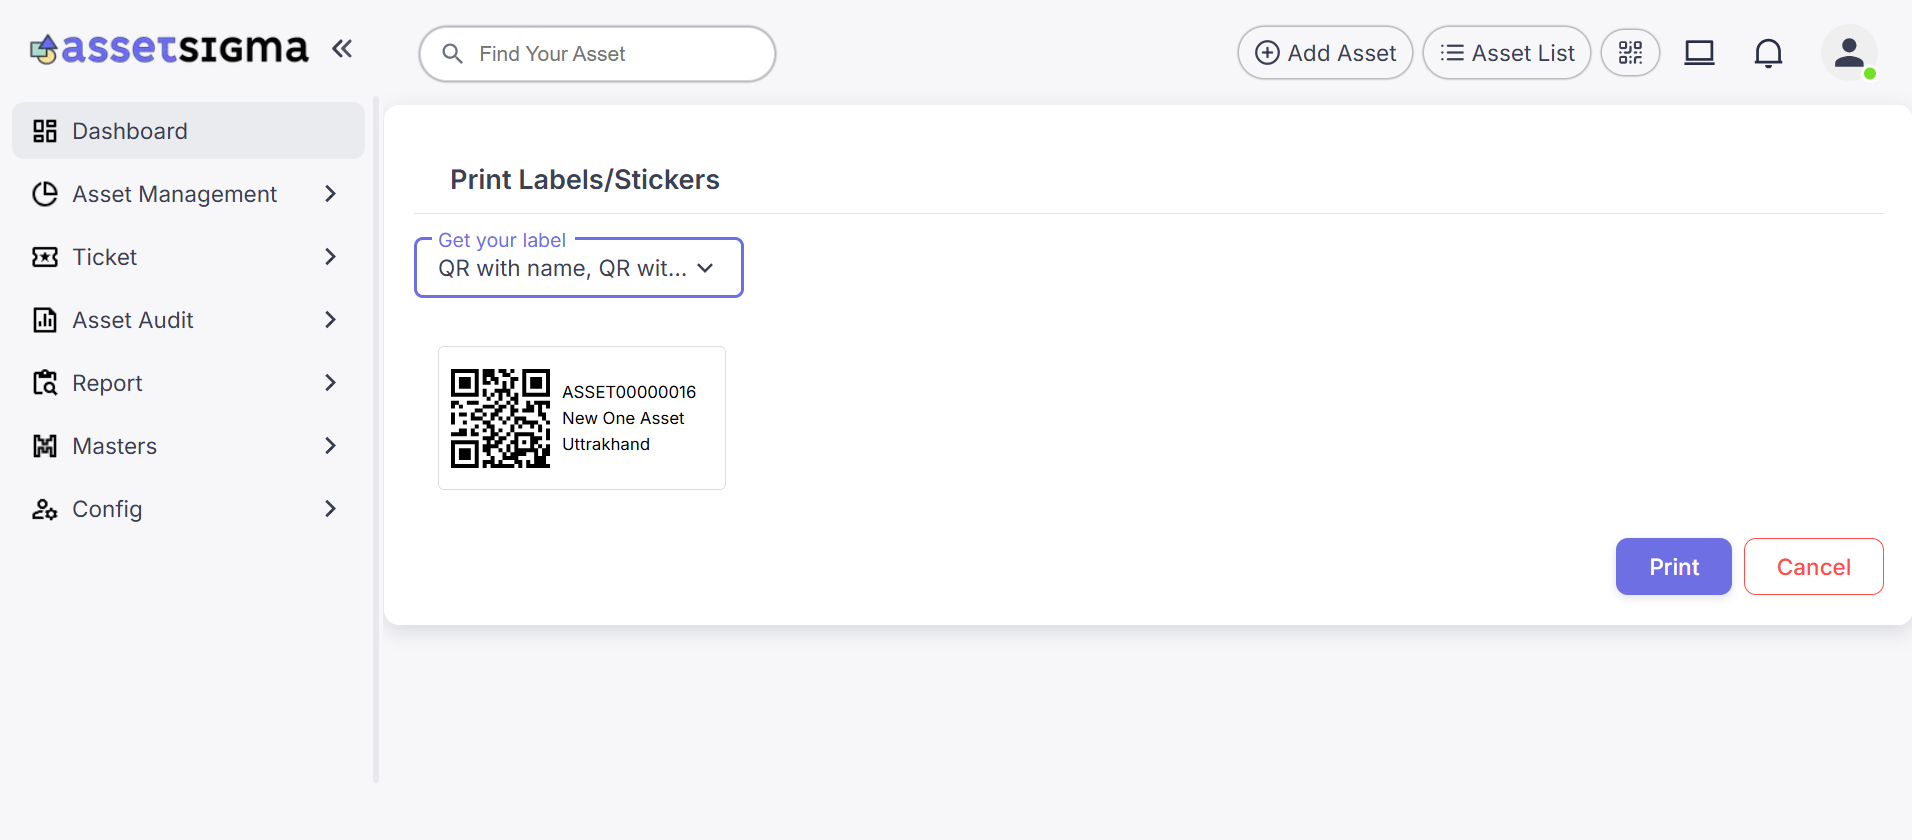 assetsigma
Find Your Asset
Add Asset
Asset List
Dashboard
Asset Management
Ticket
Asset Audit
Report
Masters
Config
Print Labels/Stickers
Get your label
QR with name, QR wit...
ASSET00000016
New One Asset
Uttrakhand
Print
Cancel